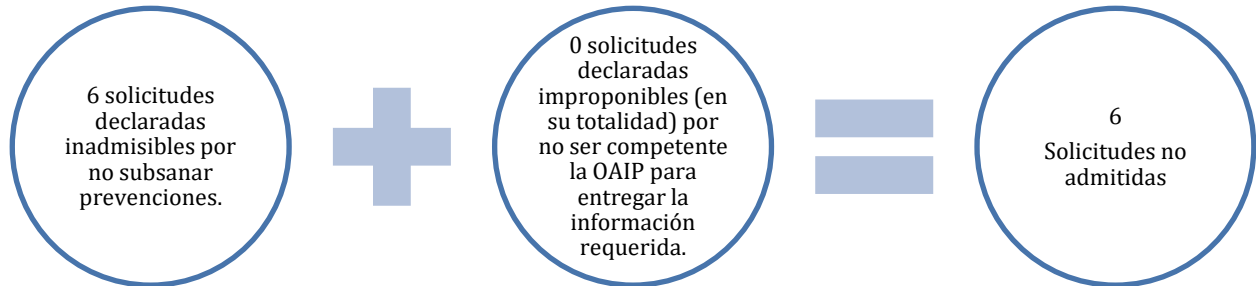 6 solicitudes
declaradas
inadmisibles por
no subsanar
prevenciones.
0 solicitudes
declaradas
improponibles (en
su totalidad) por
no ser competente
la OAIP para
entregar la
información
requerida.
6
Solicitudes no
admitidas